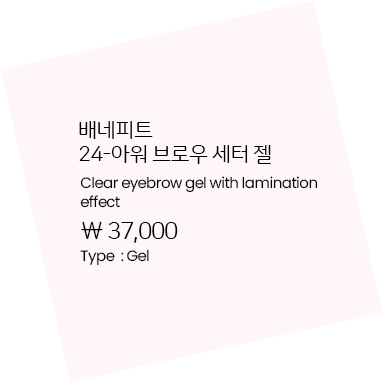 배네피트
24-아워 브로우 세터 젤
Clear eyebrow gel with lamination
effect
₩ 37,000
Type : Gel